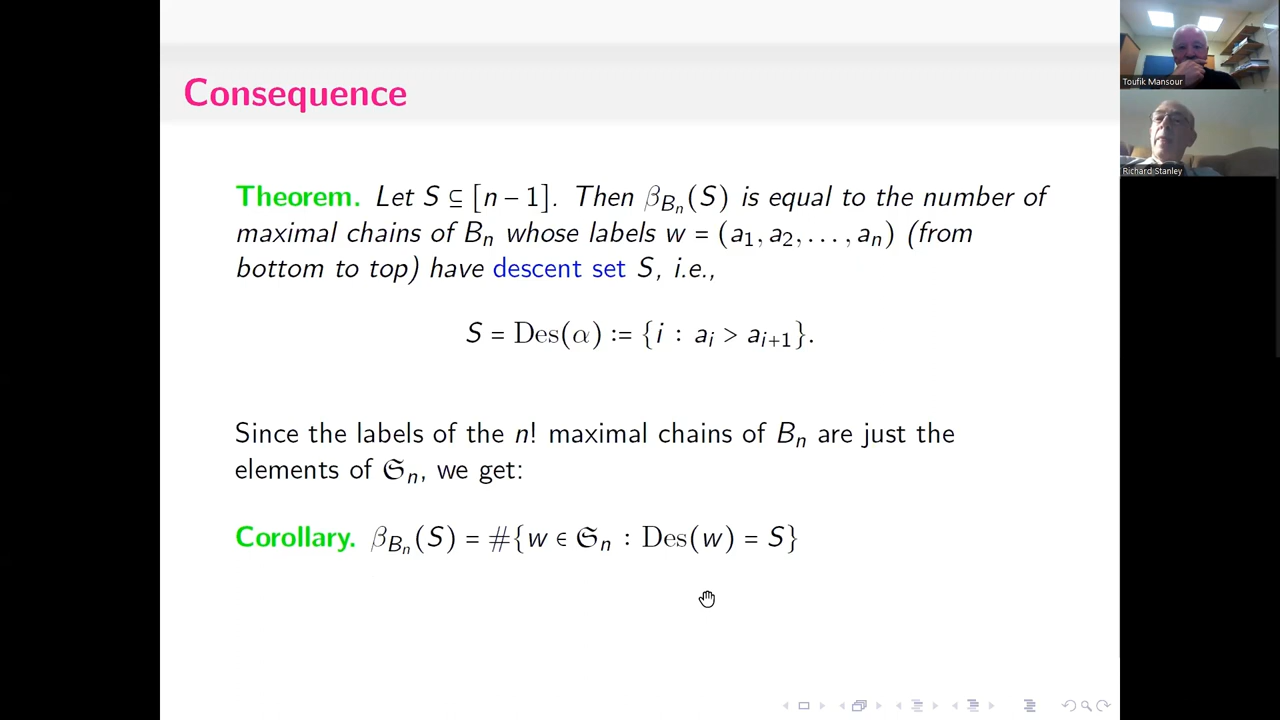 Consequence
Theorem. Let S ⊆ [n − 1]. Then β_{B_n}(S) is equal to the number of
maximal chains of B_n whose labels w = (a_1, a_2, . . . , a_n) (from
bottom to top) have descent set S, i.e.,
S = Des(α) := {i : a_i > a_{i+1}}.
Since the labels of the n! maximal chains of B_n are just the
elements of 𝔖_n, we get:
Corollary. β_{B_n}(S) = #{w ∈ 𝔖_n : Des(w) = S}
Toufik Mansour
Richard Stanley